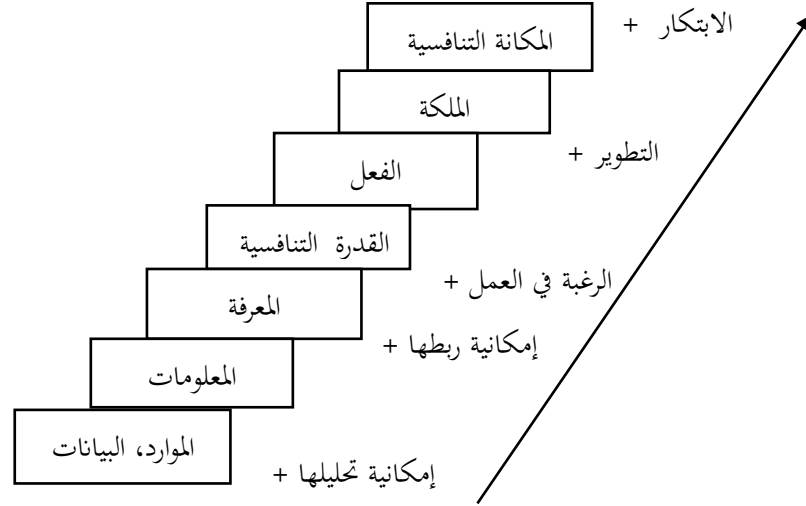 الابتكار +
المكانة التنافسية
الملكة
التطوير +
الفعل
القدرة التنافسية
الرغبة في العمل +
المعرفة
إمكانية ربطها +
المعلومات
الموارد، البيانات
إمكانية تحليلها +